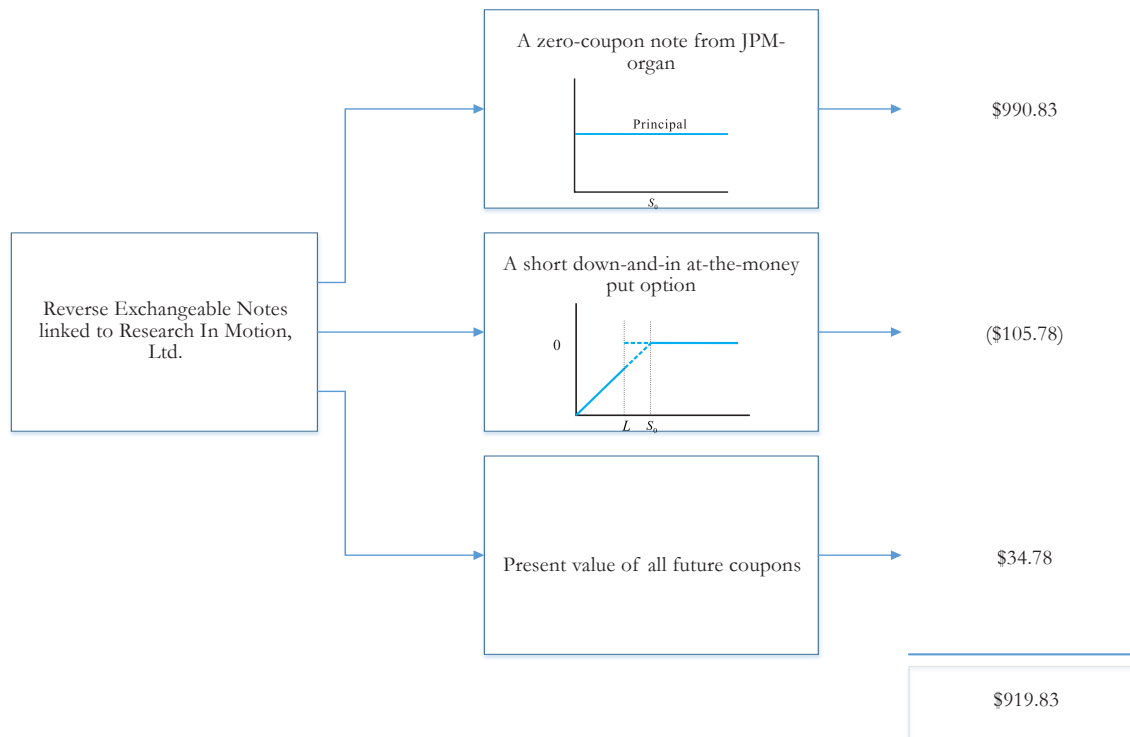 A zero-coupon note from JPM-
organ
Principal
S₀
$990.83
Reverse Exchangeable Notes
linked to Research In Motion,
Ltd.
A short down-and-in at-the-money
put option
0
L S₀
($105.78)
Present value of all future coupons
$34.78
$919.83